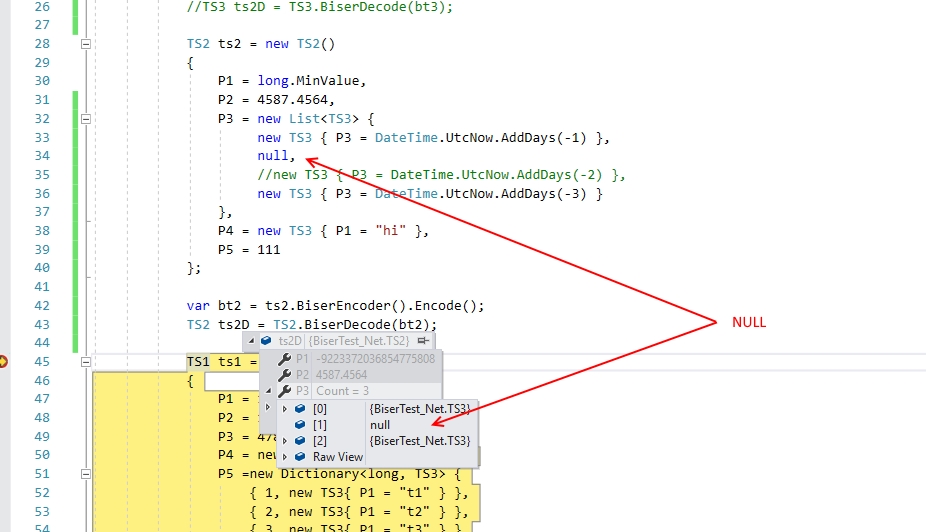 26 //TS3 ts2D = TS3.BiserDecode(bt3);
27
28 TS2 ts2 = new TS2()
29 {
30 P1 = long.MinValue,
31 P2 = 4587.4564,
32 P3 = new List<TS3> {
33 new TS3 { P3 = DateTime.UtcNow.AddDays(-1) },
34 null,
35 //new TS3 { P3 = DateTime.UtcNow.AddDays(-2) },
36 new TS3 { P3 = DateTime.UtcNow.AddDays(-3) }
37 },
38 P4 = new TS3 { P1 = "hi" },
39 P5 = 111
40 };
41
42 var bt2 = ts2.BiserEncoder().Encode();
NULL
43 TS2 ts2D = TS2.BiserDecode(bt2);
44 ts2D {BiserTest_Net.TS2}
45 TS1 ts1 = P1 -9223372036854775808
P2 4587.4564
46 {
P3 Count = 3
47 P1 = [0] {BiserTest_Net.TS3}
48 P2 = [1] null
49 P3 = 478 [2] {BiserTest_Net.TS3}
50 P4 = new Raw View
51 P5 =new Dictionary<long, TS3> {
52 { 1, new TS3{ P1 = "t1" } },
53 { 2, new TS3{ P1 = "t2" } },
54 { 3, new TS3{ P1 = "t3" } }